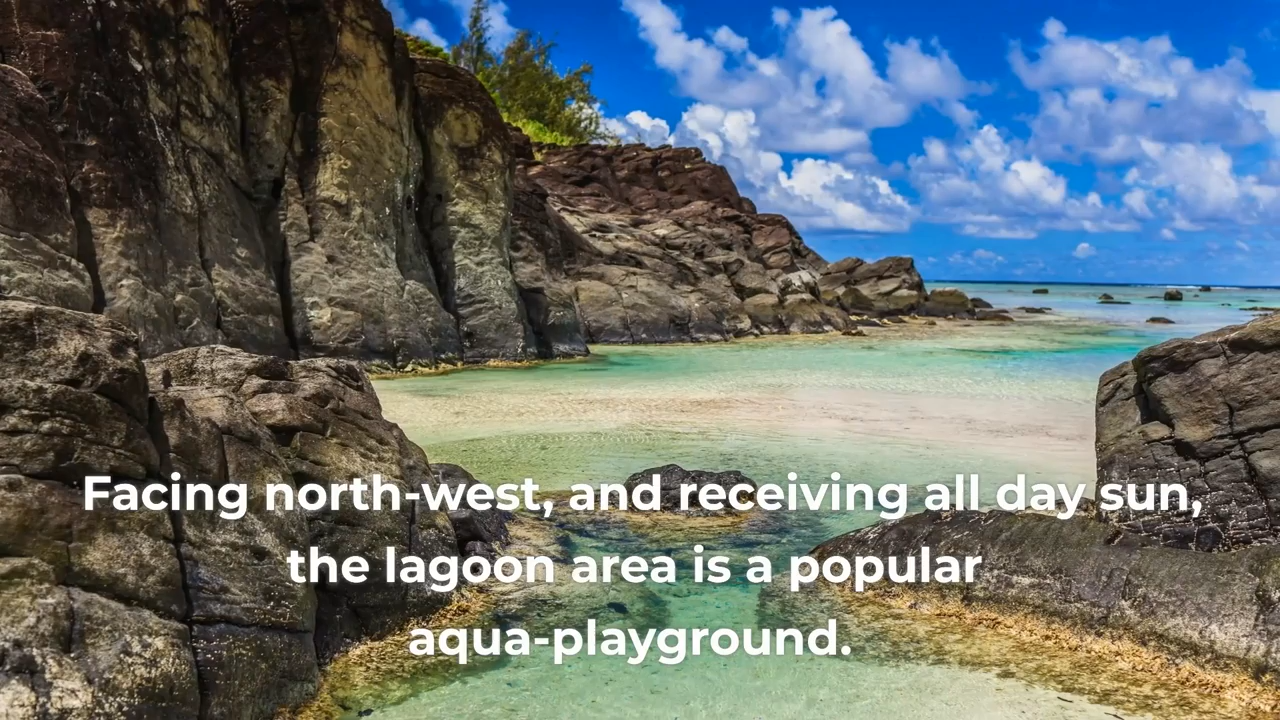 Facing north-west, and receiving all day sun,
the lagoon area is a popular
aqua-playground.